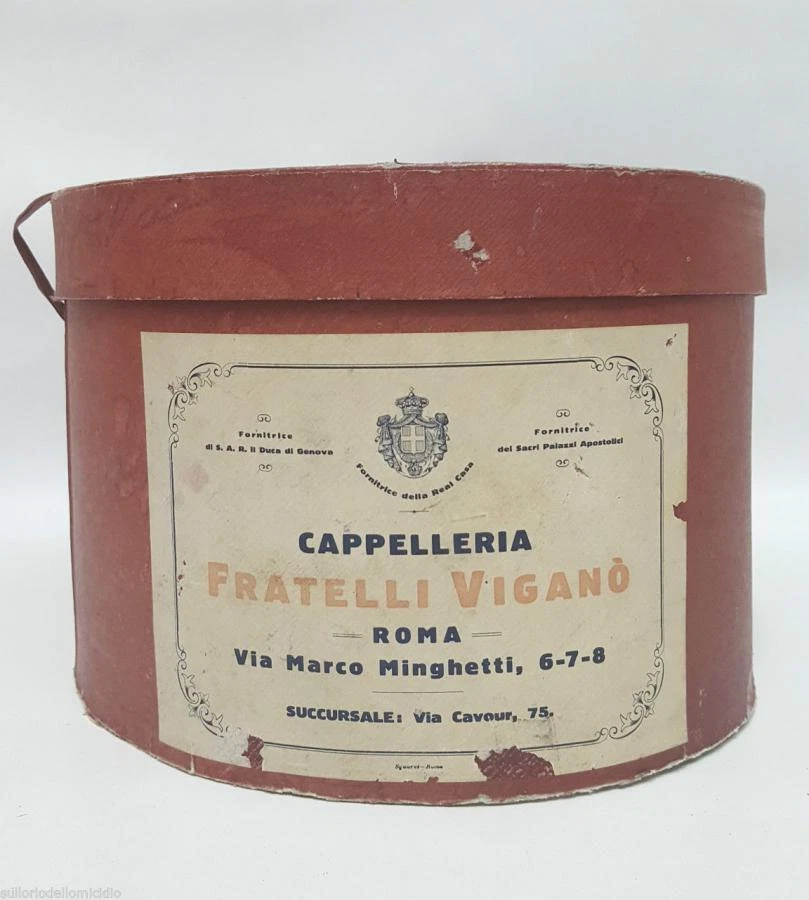 Fornitrice
di S. A. R. Il Duca di Genova
Fornitrice della Real Casa
Fornitrice
dei Sacri Palazzi Apostolici
CAPPELLERIA
FRATELLI VIGANÒ
ROMA
Via Marco Minghetti, 6-7-8
SUCCURSALE: Via Cavour, 75.
sulloriodellomicidio